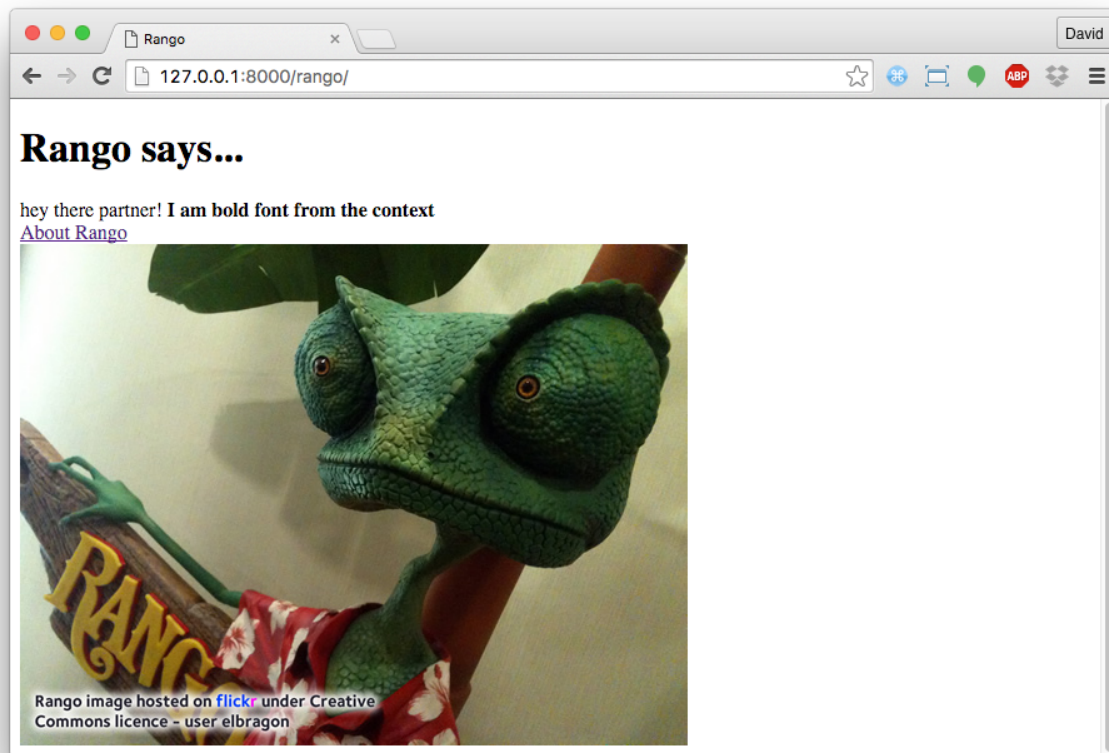 Rango
David
127.0.0.1:8000/rango/
ABP
Rango says...
hey there partner! I am bold font from the context
About Rango
RANGO
Rango image hosted on flickr under Creative
Commons licence - user elbragon